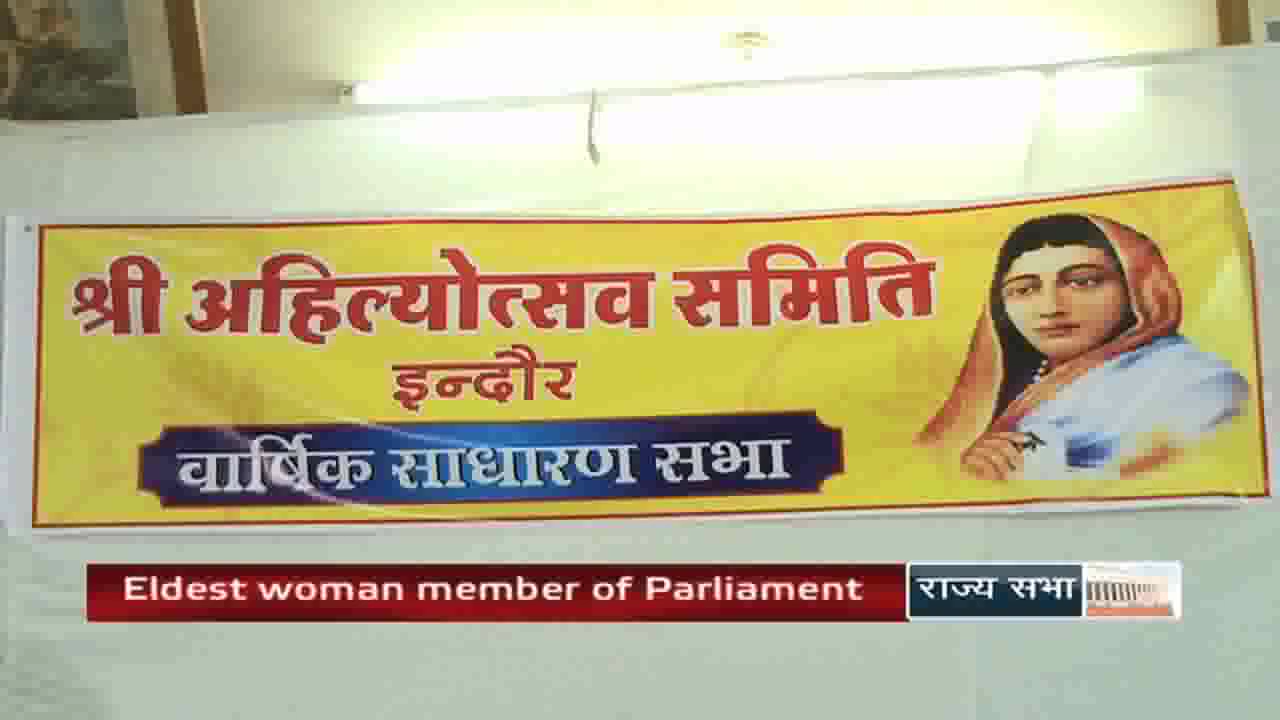 श्री अहिल्योत्सव समिति
इन्दौर
वार्षिक साधारण सभा
Eldest woman member of Parliament
राज्य सभा